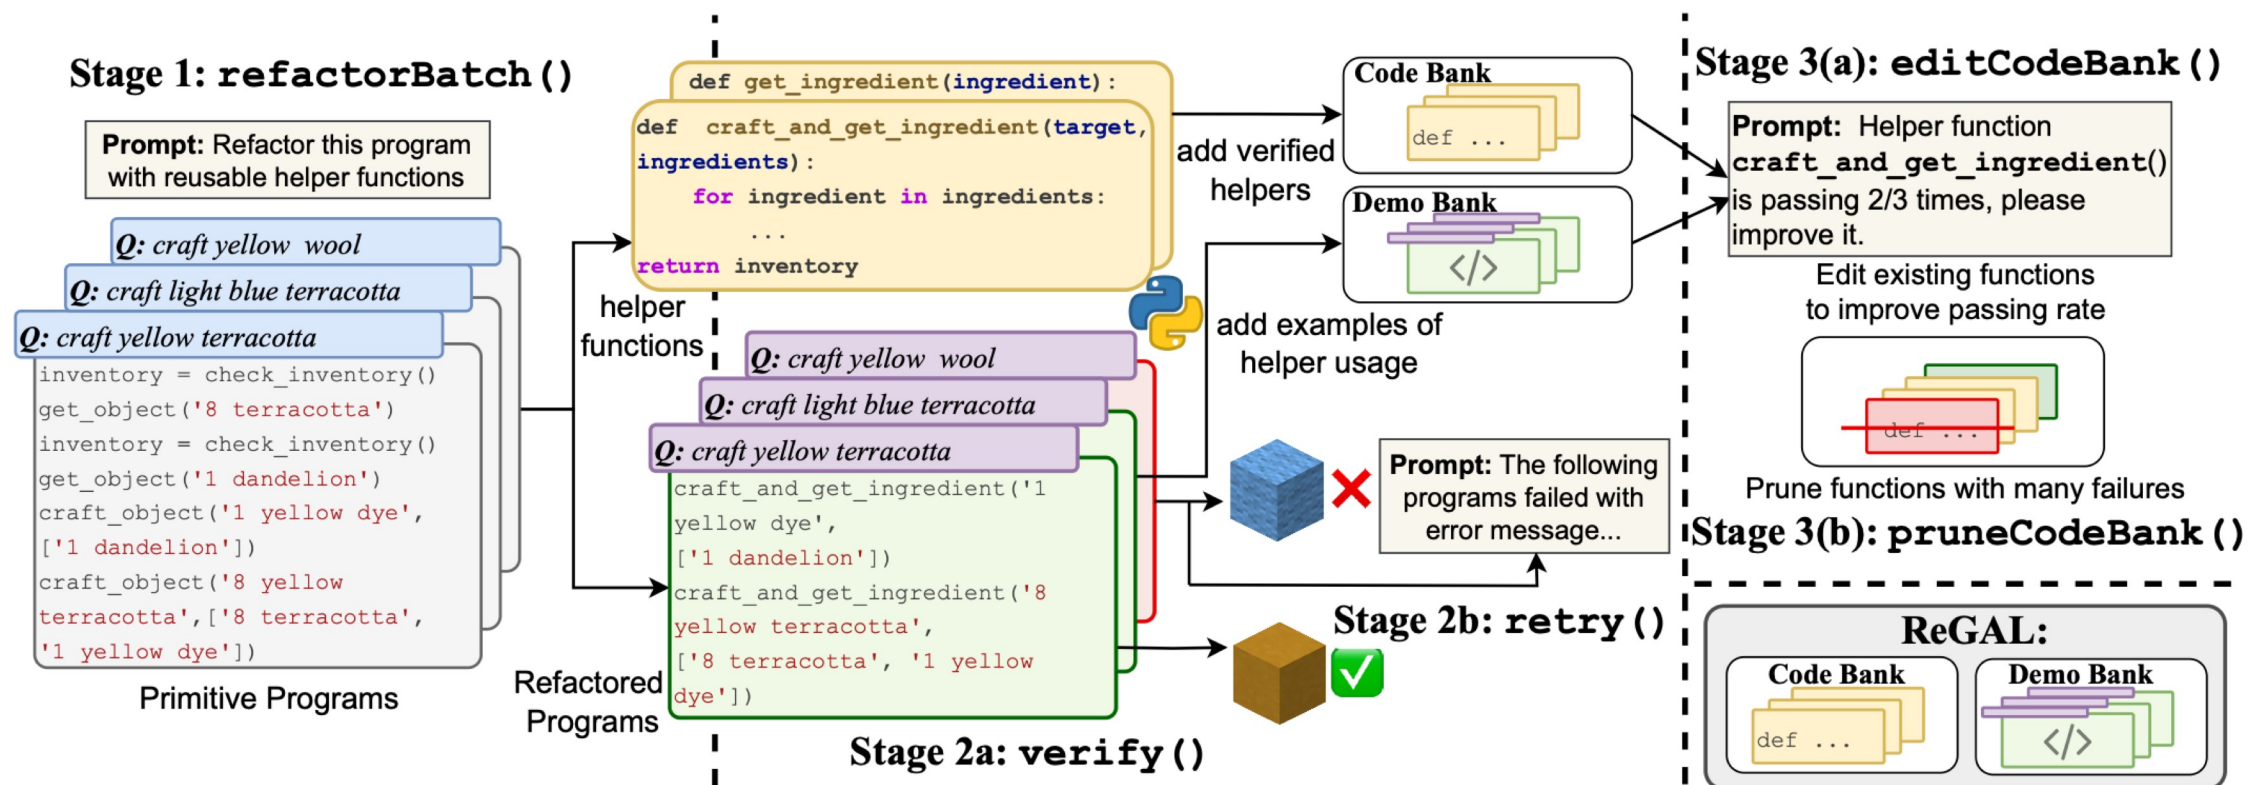 Stage 1: refactorBatch()
Prompt: Refactor this program
with reusable helper functions
Q: craft yellow wool
Q: craft light blue terracotta
Q: craft yellow terracotta
inventory = check_inventory()
get_object('8 terracotta')
inventory = check_inventory()
get_object('1 dandelion')
craft_object('1 yellow dye',
['1 dandelion'])
craft_object('8 yellow
terracotta',['8 terracotta',
'1 yellow dye'])
Primitive Programs
def get_ingredient(ingredient):
def craft_and_get_ingredient(target,
ingredients):
for ingredient in ingredients:
...
return inventory
helper
functions
Q: craft yellow wool
Q: craft light blue terracotta
Q: craft yellow terracotta
craft_and_get_ingredient('1
yellow dye',
['1 dandelion'])
craft_and_get_ingredient('8
yellow terracotta',
['8 terracotta', '1 yellow
dye'])
Refactored
Programs
Stage 2a: verify()
add verified
helpers
Code Bank
def ...
Demo Bank
</>
add examples of
helper usage
Prompt: The following
programs failed with
error message...
Stage 2b: retry()
Stage 3(a): editCodeBank()
Prompt: Helper function
craft_and_get_ingredient()
is passing 2/3 times, please
improve it.
Edit existing functions
to improve passing rate
def ...
Prune functions with many failures
Stage 3(b): pruneCodeBank()
ReGAL:
Code Bank
def ...
Demo Bank
</>